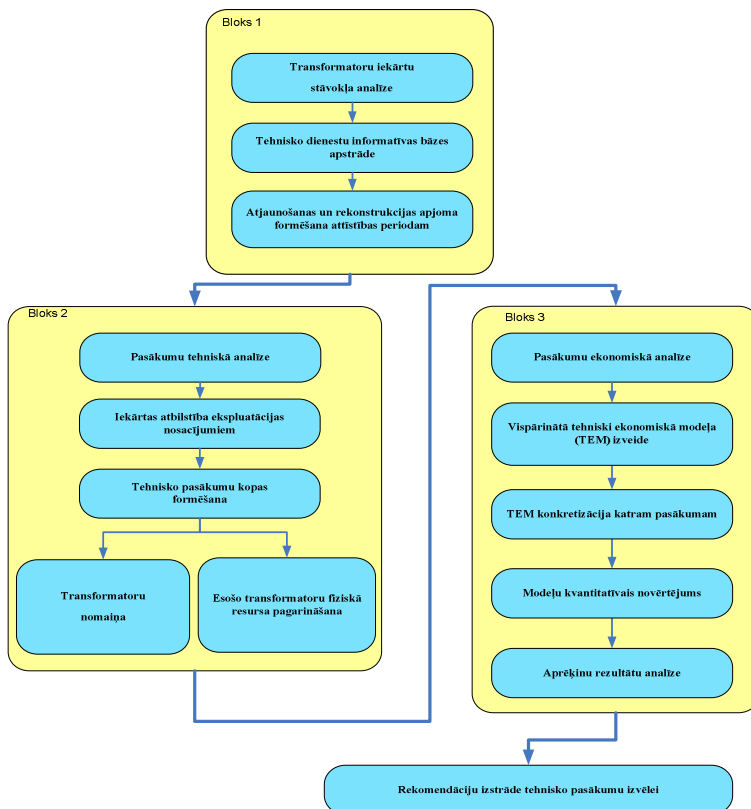 Bloks 1
Transformatoru iekārtu
stāvokļa analīze
Tehnisko dienestu informatīvas bāzes
apstrāde
Atjaunošanas un rekonstrukcijas apjoma
formēšana attīstības periodam
Bloks 2
Pasākumu tehniskā analīze
Iekārtas atbilstība ekspluatācijas
nosacījumiem
Tehnisko pasākumu kopas
formēšana
Transformatoru
nomaiņa
Esošo transformatoru fiziskā
resursa pagarināšana
Bloks 3
Pasākumu ekonomiskā analīze
Vispārinātā tehniski ekonomiskā modeļa
(TEM) izveide
TEM konkretizācija katram pasākumam
Modeļu kvantitatīvais novērtējums
Aprēķinu rezultātu analīze
Rekomendāciju izstrāde tehnisko pasākumu izvēlei